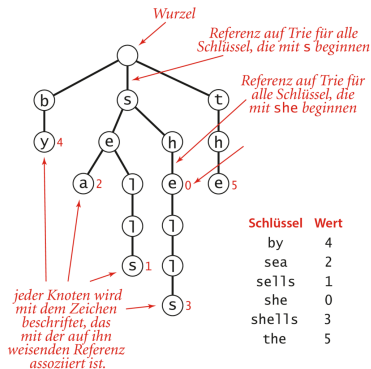 Wurzel
Referenz auf Trie für alle
Schlüssel, die mit s beginnen
Referenz auf Trie für
alle Schlüssel, die
mit she beginnen
b s t
y 4 e h h
a 2 l e 0 e 5
l l
s 1 l
s 3
jeder Knoten wird
mit dem Zeichen
beschriftet, das
mit der auf ihn
weisenden Referenz
assoziiert ist.
Schlüssel Wert
by 4
sea 2
sells 1
she 0
shells 3
the 5